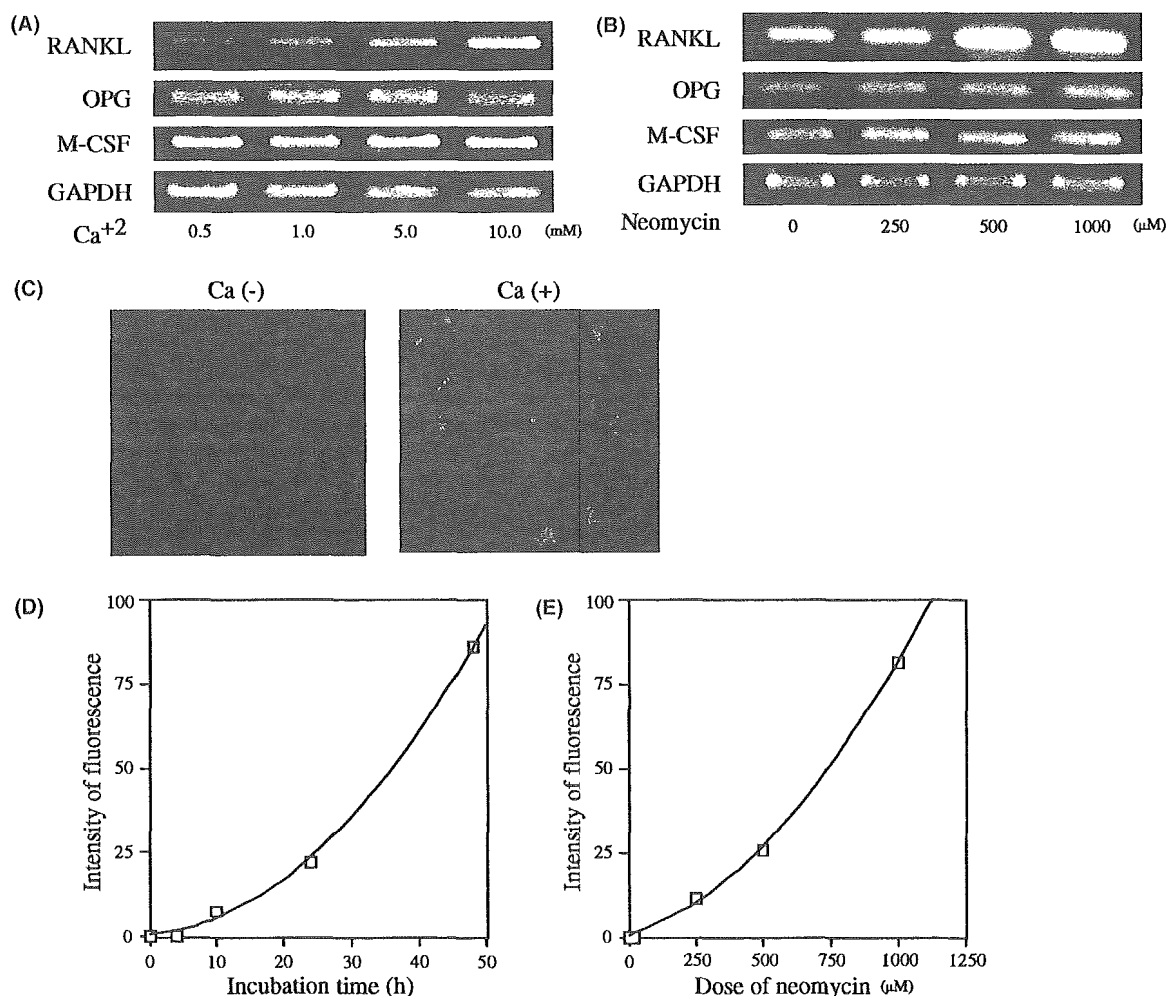 (A)
RANKL
OPG
M-CSF
GAPDH
Ca+2 0.5 1.0 5.0 10.0 (mM)
(B)
RANKL
OPG
M-CSF
GAPDH
Neomycin 0 250 500 1000 (μM)
(C)
Ca (-) Ca (+)
(D)
100
75
50
25
0
Intensity of fluorescence
0 10 20 30 40 50
Incubation time (h)
(E)
100
75
50
25
0
Intensity of fluorescence
0 250 500 750 1000 1250
Dose of neomycin (μM)